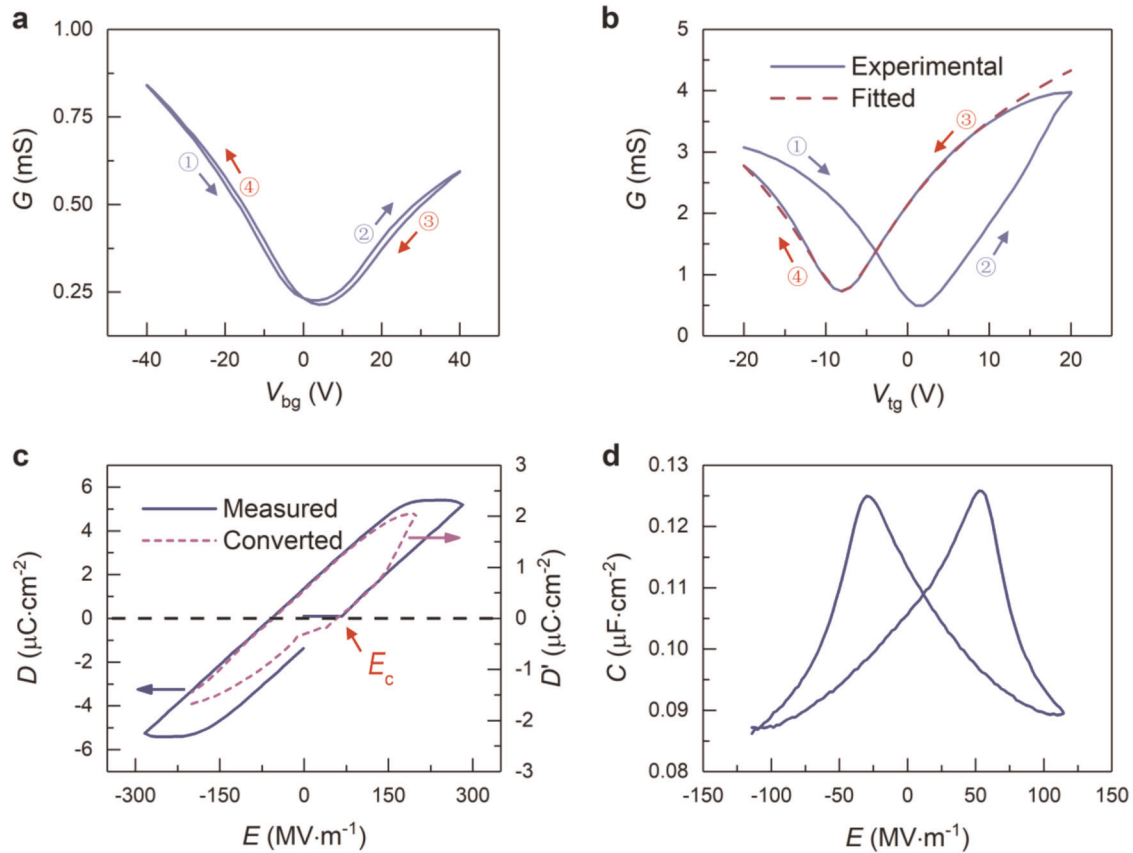 a
1.00
0.75
0.50
0.25
G (mS)
① ④ ② ③
-40 -20 0 20 40
V_bg (V)
b
5
4
3
2
1
0
G (mS)
Experimental
Fitted
① ③ ② ④
-20 -10 0 10 20
V_tg (V)
c
6
4
2
0
-2
-4
-6
D (μC·cm⁻²)
Measured
Converted
E_c
3
2
1
0
-1
-2
-3
D' (μC·cm⁻²)
-300 -150 0 150 300
E (MV·m⁻¹)
d
0.13
0.12
0.11
0.10
0.09
0.08
C (μF·cm⁻²)
-150 -100 -50 0 50 100 150
E (MV·m⁻¹)